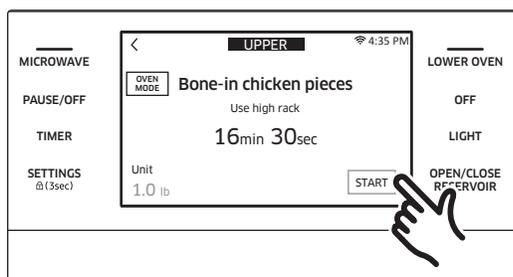 MICROWAVE
PAUSE/OFF
TIMER
SETTINGS
(3sec)
UPPER
4:35 PM
OVEN
MODE
Bone-in chicken pieces
Use high rack
16min 30sec
Unit
1.0 lb
START
LOWER OVEN
OFF
LIGHT
OPEN/CLOSE
RESERVOIR